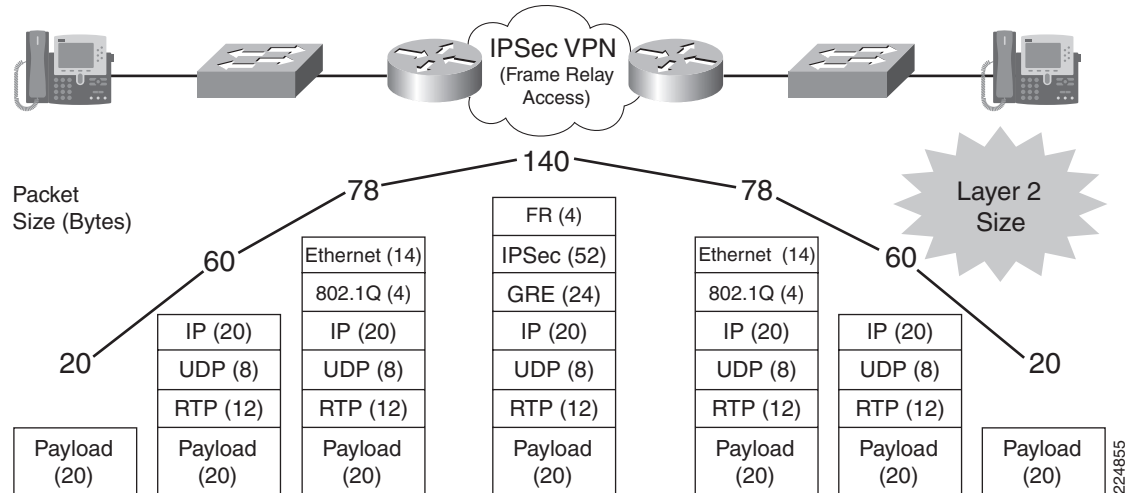 IPSec VPN
(Frame Relay
Access)
Packet
Size (Bytes)
20
60
78
140
78
60
20
Layer 2
Size
Payload
(20)
IP (20)
UDP (8)
RTP (12)
Payload
(20)
Ethernet (14)
802.1Q (4)
IP (20)
UDP (8)
RTP (12)
Payload
(20)
FR (4)
IPSec (52)
GRE (24)
IP (20)
UDP (8)
RTP (12)
Payload
(20)
Ethernet (14)
802.1Q (4)
IP (20)
UDP (8)
RTP (12)
Payload
(20)
IP (20)
UDP (8)
RTP (12)
Payload
(20)
Payload
(20)
224855